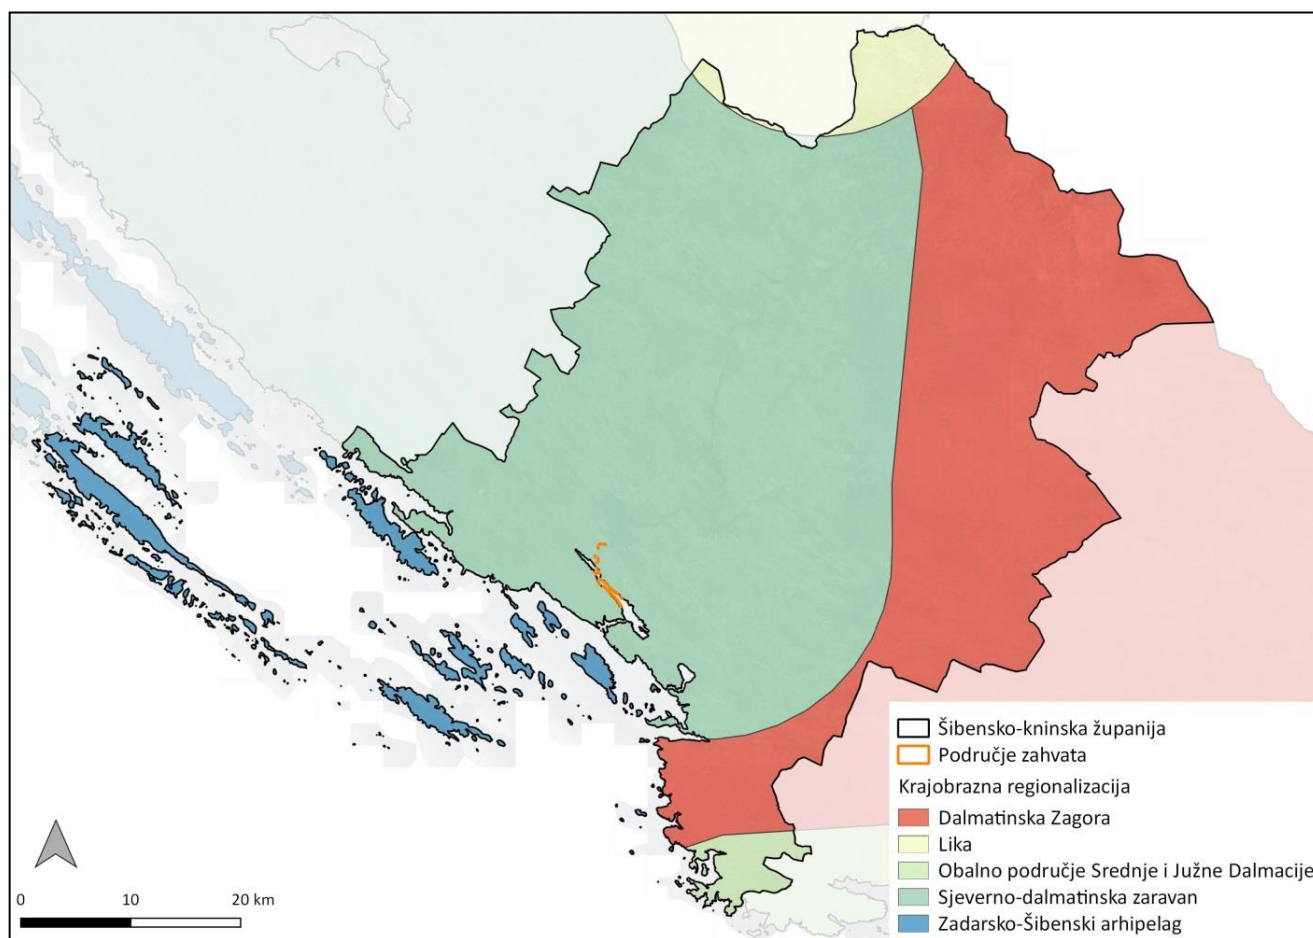 Šibensko-kninska županija
Područje zahvata
Krajobrazna regionalizacija
Dalmatinska Zagora
Lika
Obalno područje Srednje i Južne Dalmacije
Sjeverno-dalmatinska zaravan
Zadarsko-Šibenski arhipelag
0 10 20 km